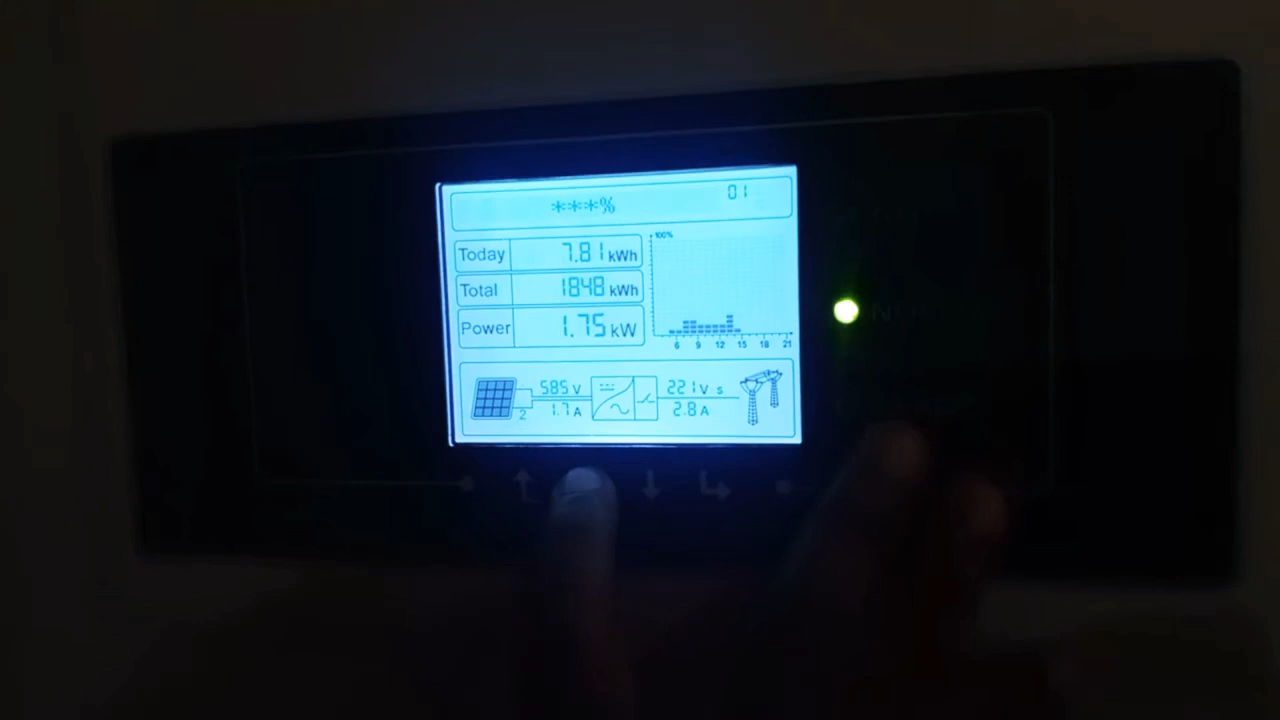 01
***%
Today 7.81 kWh
Total 1848 kWh
Power 1.75 kW
100%
6 9 12 15 18 21
585 V
1.7 A
2
221 V s
2.8 A